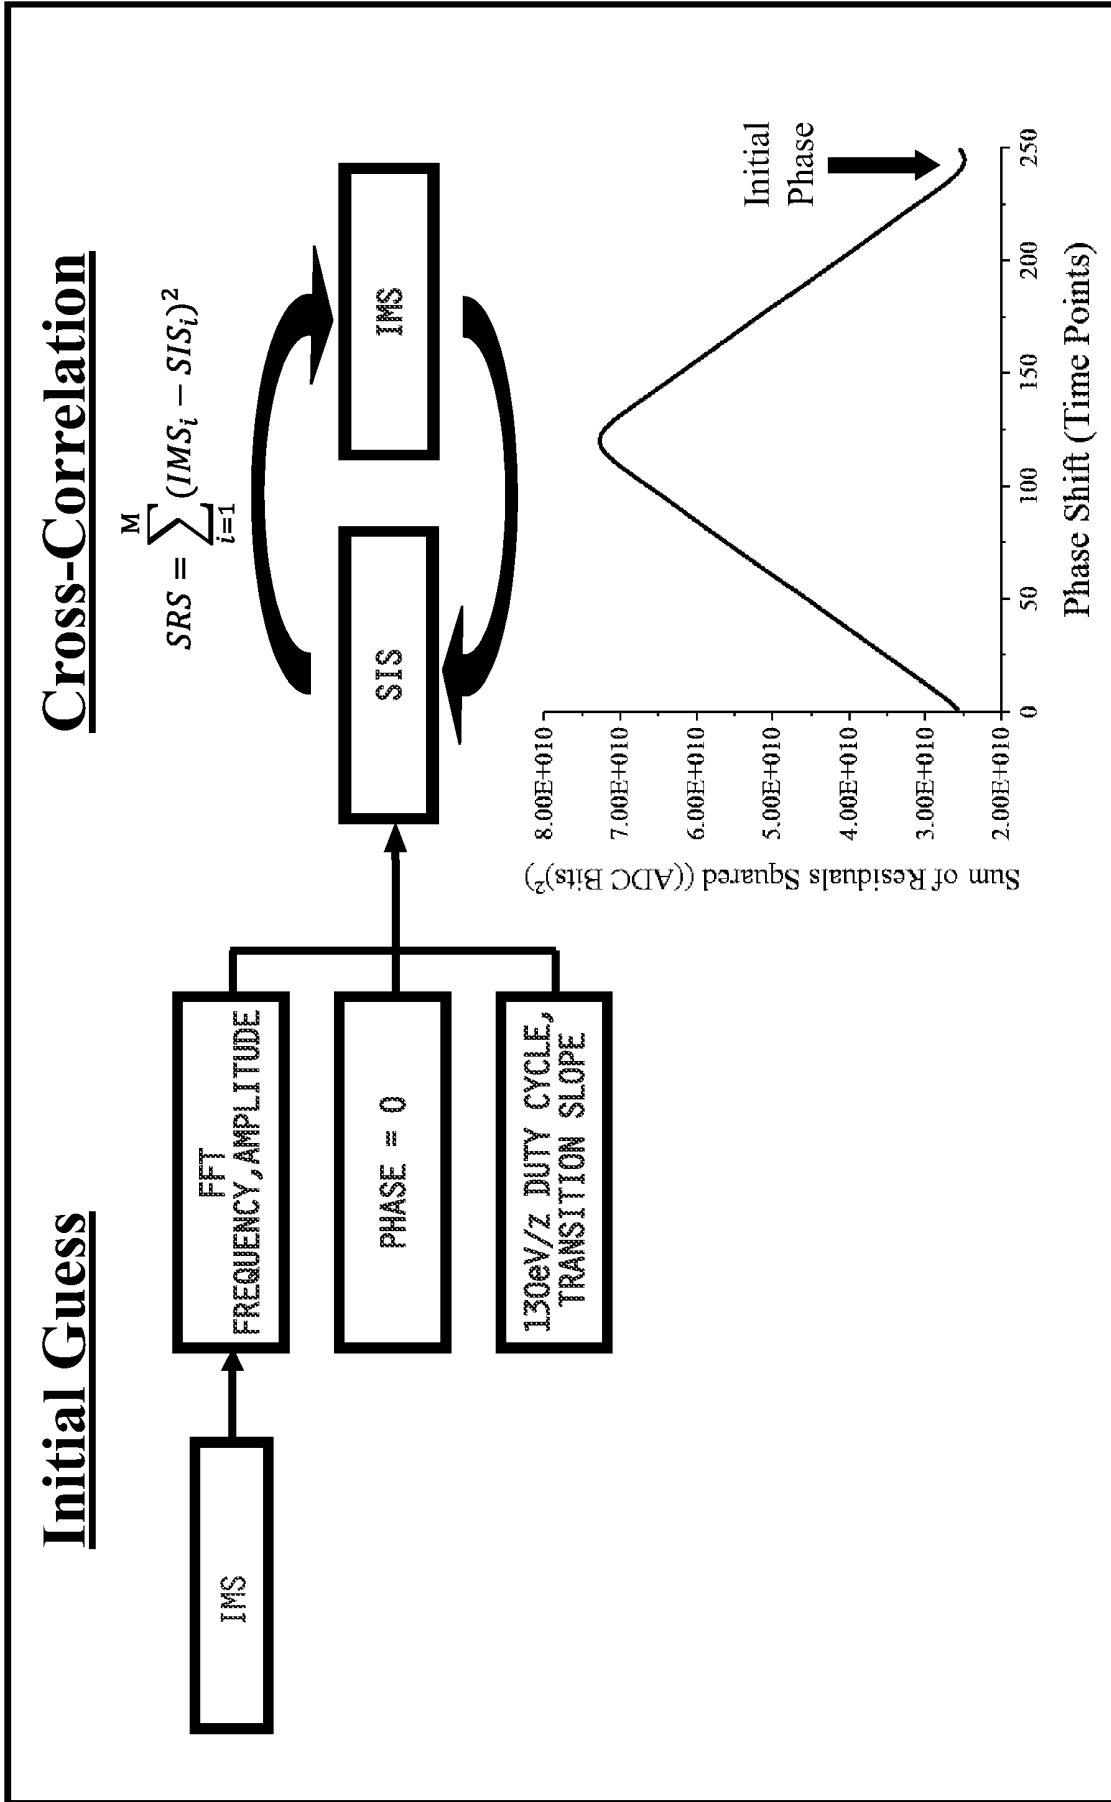 Initial Guess
IMS
FFT
FREQUENCY,AMPLITUDE
PHASE = 0
130eV/z DUTY CYCLE,
TRANSITION SLOPE
Cross-Correlation
M
SRS = ∑ (IMSᵢ − SISᵢ)²
i=1
SIS
IMS
Sum of Residuals Squared ((ADC Bits)²)
8.00E+010
7.00E+010
6.00E+010
5.00E+010
4.00E+010
3.00E+010
2.00E+010
Initial
Phase
0 50 100 150 200 250
Phase Shift (Time Points)